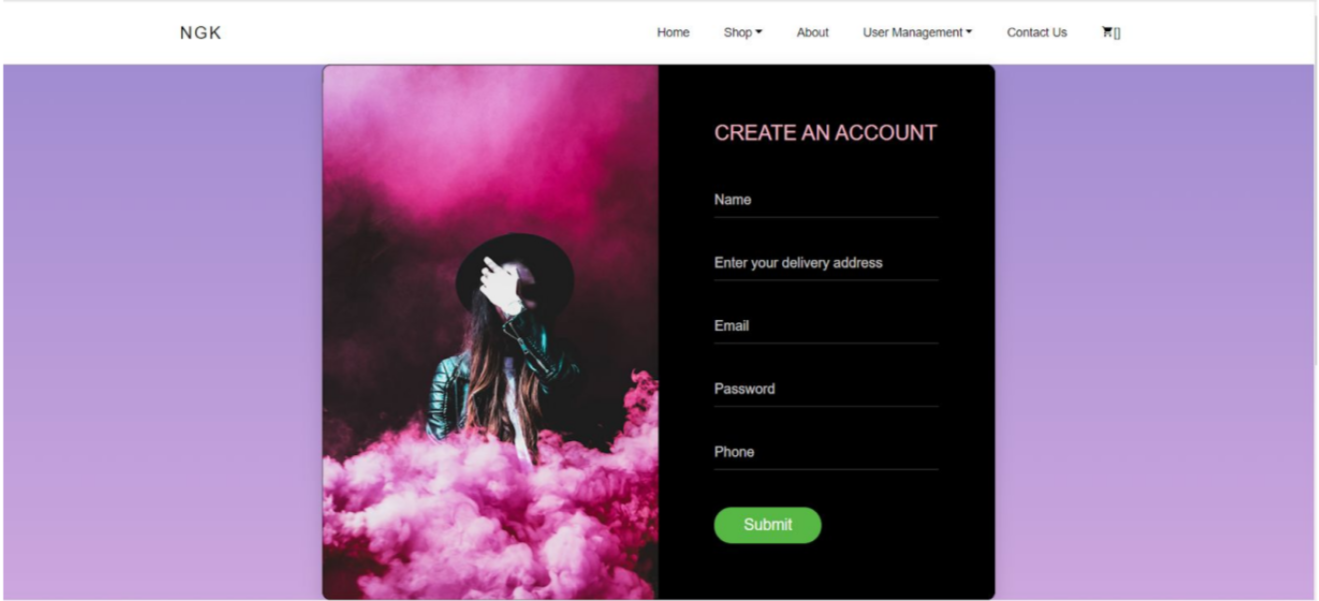 NGK
Home Shop About User Management Contact Us []
CREATE AN ACCOUNT
Name
Enter your delivery address
Email
Password
Phone
Submit